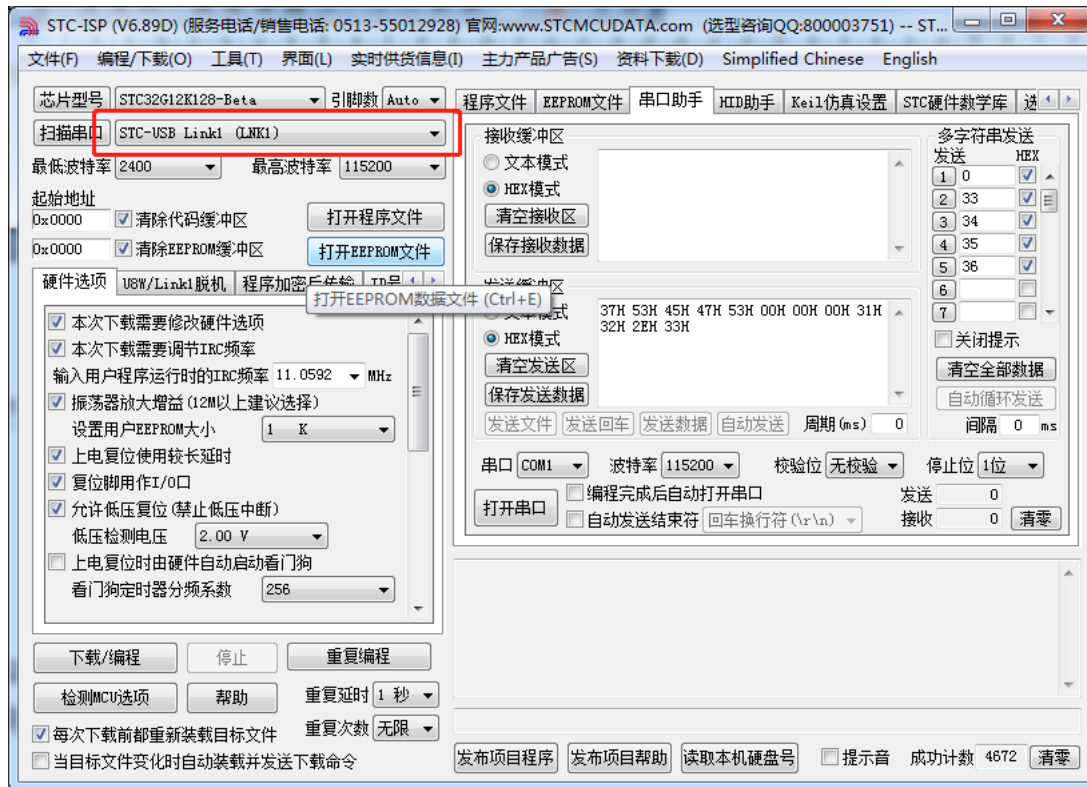 STC-ISP (V6.89D) (服务电话/销售电话: 0513-55012928) 官网:www.STCMCUDATA.com (选型咨询QQ:800003751) -- ST...
文件(F) 编程/下载(O) 工具(T) 界面(L) 实时供货信息(I) 主力产品广告(S) 资料下载(D) Simplified Chinese English
芯片型号 STC32G12K128-Beta 引脚数 Auto
扫描串口 STC-USB Link1 (LNK1)
最低波特率 2400 最高波特率 115200
起始地址
0x0000 清除代码缓冲区 打开程序文件
0x0000 清除EEPROM缓冲区 打开EEPROM文件
硬件选项 U8W/Link1脱机 程序加密后传输 ID号
打开EEPROM数据文件 (Ctrl+E)
本次下载需要修改硬件选项
本次下载需要调节IRC频率
输入用户程序运行时的IRC频率 11.0592 MHz
振荡器放大增益(12M以上建议选择)
设置用户EEPROM大小 1 K
上电复位使用较长延时
复位脚用作I/O口
允许低压复位(禁止低压中断)
低压检测电压 2.00 V
上电复位时由硬件自动启动看门狗
看门狗定时器分频系数 256
下载/编程 停止 重复编程
检测MCU选项 帮助 重复延时 1 秒
每次下载前都重新装载目标文件 重复次数 无限
当目标文件变化时自动装载并发送下载命令
程序文件 EEPROM文件 串口助手 HID助手 Keil仿真设置 STC硬件数学库 选
接收缓冲区
文本模式
HEX模式
清空接收区
保存接收数据
发送缓冲区
文本模式
HEX模式
清空发送区
保存发送数据
37H 53H 45H 47H 53H 00H 00H 00H 31H
32H 2EH 33H
发送文件 发送回车 发送数据 自动发送 周期(ms) 0
多字符串发送
发送 HEX
1 0
2 33
3 34
4 35
5 36
6
7
关闭提示
清空全部数据
自动循环发送
间隔 0 ms
串口 COM1 波特率 115200 校验位 无校验 停止位 1位
打开串口 编程完成后自动打开串口 发送 0
自动发送结束符 回车换行符(\r\n) 接收 0 清零
发布项目程序 发布项目帮助 读取本机硬盘号 提示音 成功计数 4672 清零